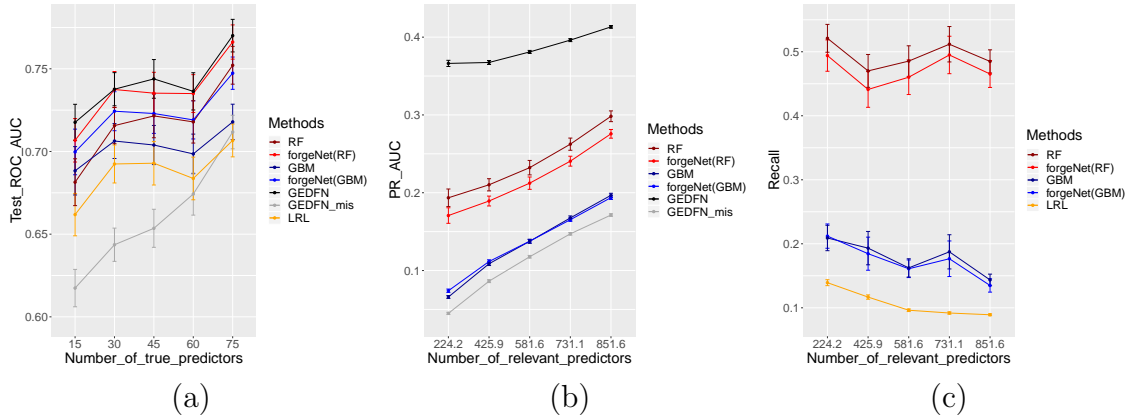 Test_ROC_AUC
0.75
0.70
0.65
0.60
15
30
45
60
75
Number_of_true_predictors
Methods
RF
forgeNet(RF)
GBM
forgeNet(GBM)
GEDFN
GEDFN_mis
LRL
(a)
PR_AUC
0.4
0.3
0.2
0.1
224.2
425.9
581.6
731.1
851.6
Number_of_relevant_predictors
Methods
RF
forgeNet(RF)
GBM
forgeNet(GBM)
GEDFN
GEDFN_mis
(b)
Recall
0.5
0.4
0.3
0.2
0.1
224.2
425.9
581.6
731.1
851.6
Number_of_relevant_predictors
Methods
RF
forgeNet(RF)
GBM
forgeNet(GBM)
LRL
(c)